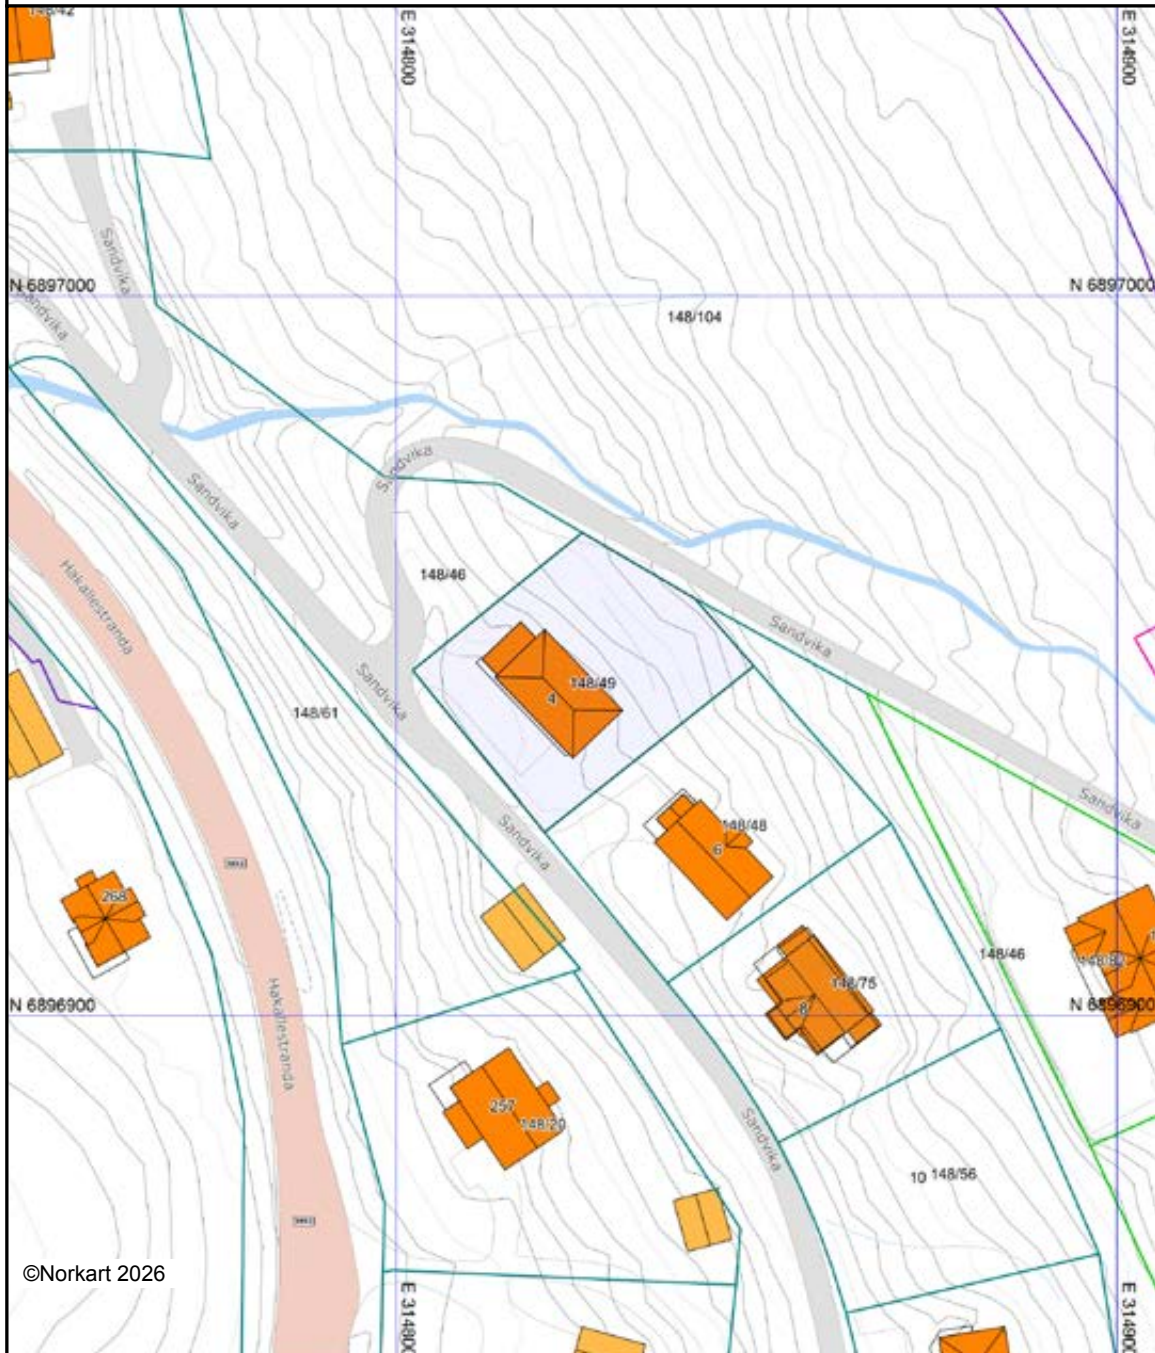 148/42
E 314800
E 314900
Sandvika
N 6897000
N 6897000
Sandvika
148/104
Sandvika
Sandvika
148/46
Hakallestranda
Sandvika
Sandvika
148/49
4
148/61
Sandvika
Sandvika
148/48
6
268
148/46
148/75
8
N 6896900
N 6896900
Hakallestranda
257
148/20
Sandvika
10 148/56
©Norkart 2026
E 314800
E 314900